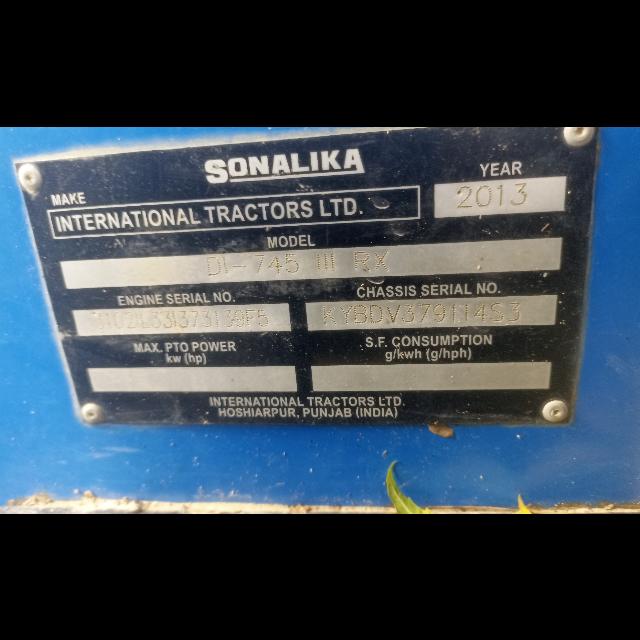 SONALIKA
YEAR
MAKE
INTERNATIONAL TRACTORS LTD.
2013
MODEL
DI-745 III RX
ENGINE SERIAL NO.
CHASSIS SERIAL NO.
KYBDV379114S3
MAX. PTO POWER
kw (hp)
S.F. CONSUMPTION
g/kwh (g/hph)
INTERNATIONAL TRACTORS LTD.
HOSHIARPUR, PUNJAB (INDIA)